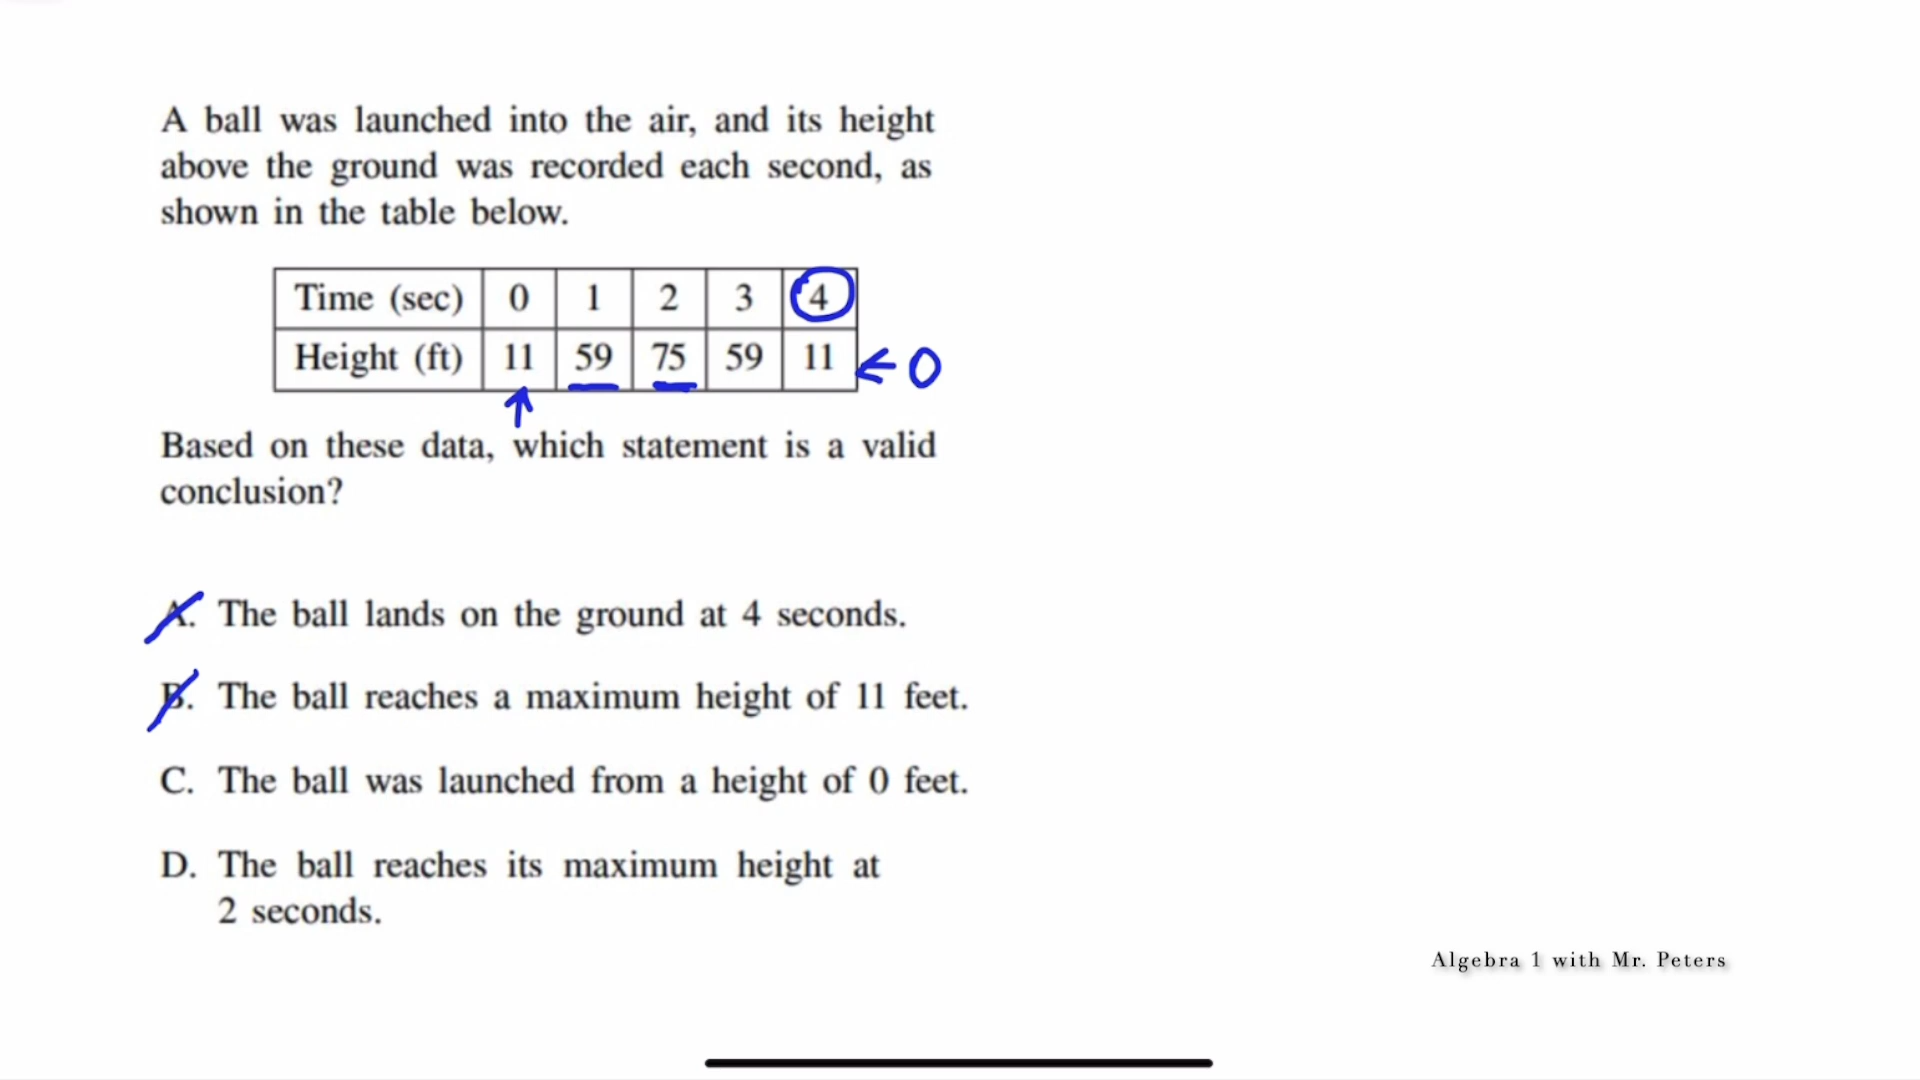 A ball was launched into the air, and its height
above the ground was recorded each second, as
shown in the table below.
Time (sec) 0 1 2 3 4
Height (ft) 11 59 75 59 11 ← 0
Based on these data, which statement is a valid
conclusion?
A. The ball lands on the ground at 4 seconds.
B. The ball reaches a maximum height of 11 feet.
C. The ball was launched from a height of 0 feet.
D. The ball reaches its maximum height at
2 seconds.
Algebra 1 with Mr. Peters